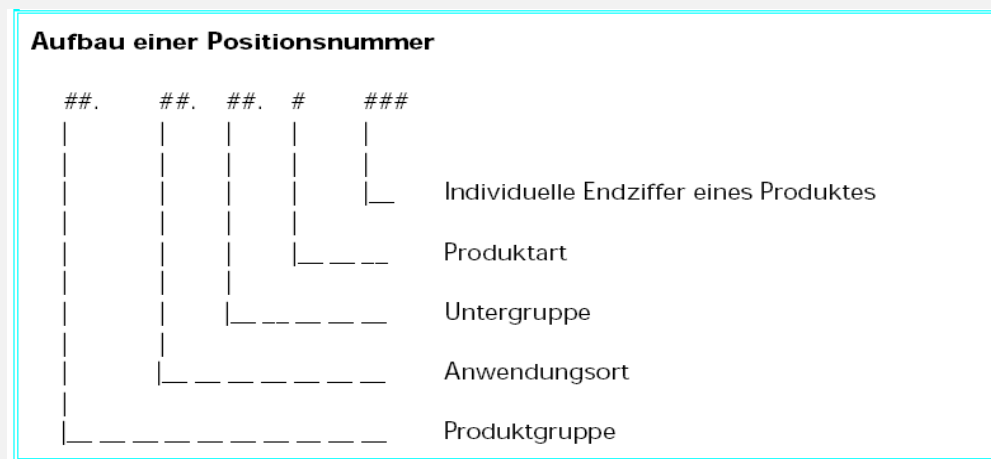 Aufbau einer Positionsnummer
##. ##. ##. # ###
Individuelle Endziffer eines Produktes
Produktart
Untergruppe
Anwendungsort
Produktgruppe